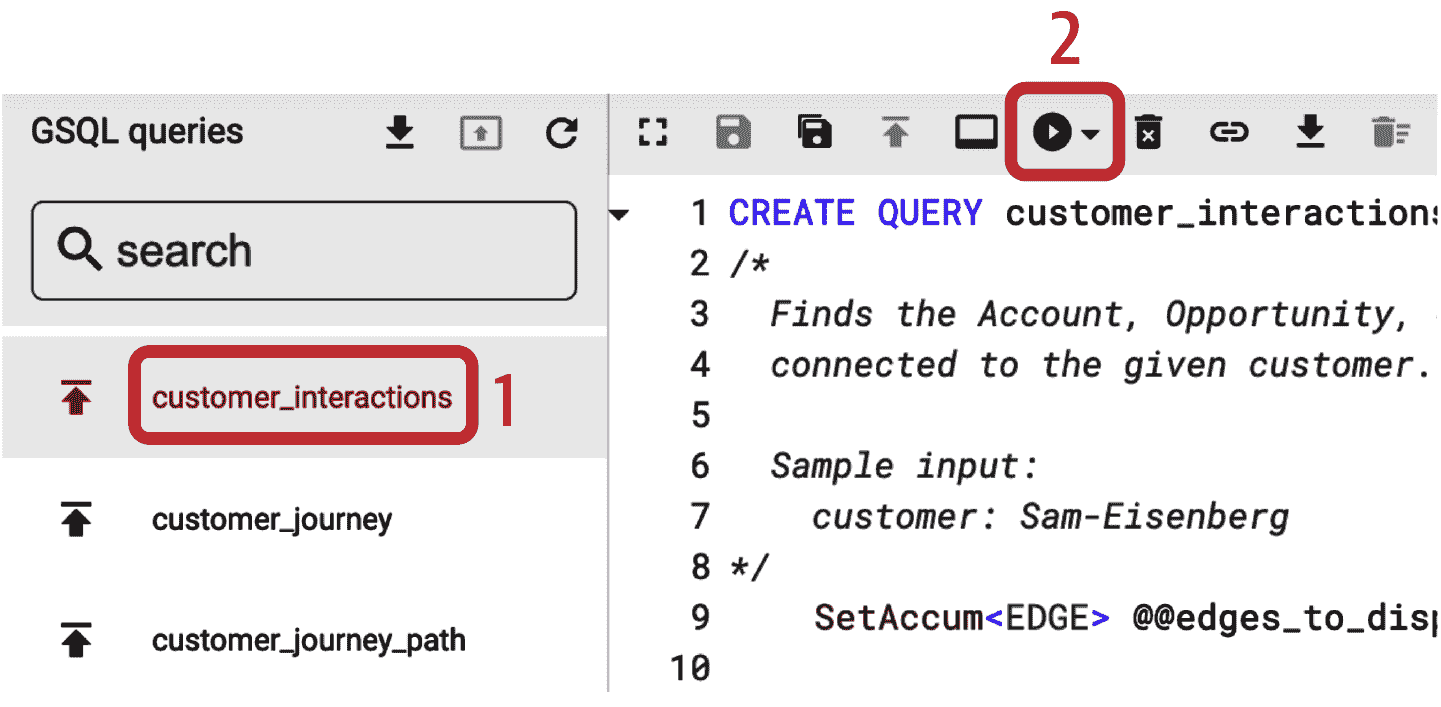 2
GSQL queries
search
customer_interactions 1
customer_journey
customer_journey_path
1 CREATE QUERY customer_interactions
2 /*
3 Finds the Account, Opportunity,
4 connected to the given customer.
5
6 Sample input:
7 customer: Sam-Eisenberg
8 */
9 SetAccum<EDGE> @@edges_to_disp
10